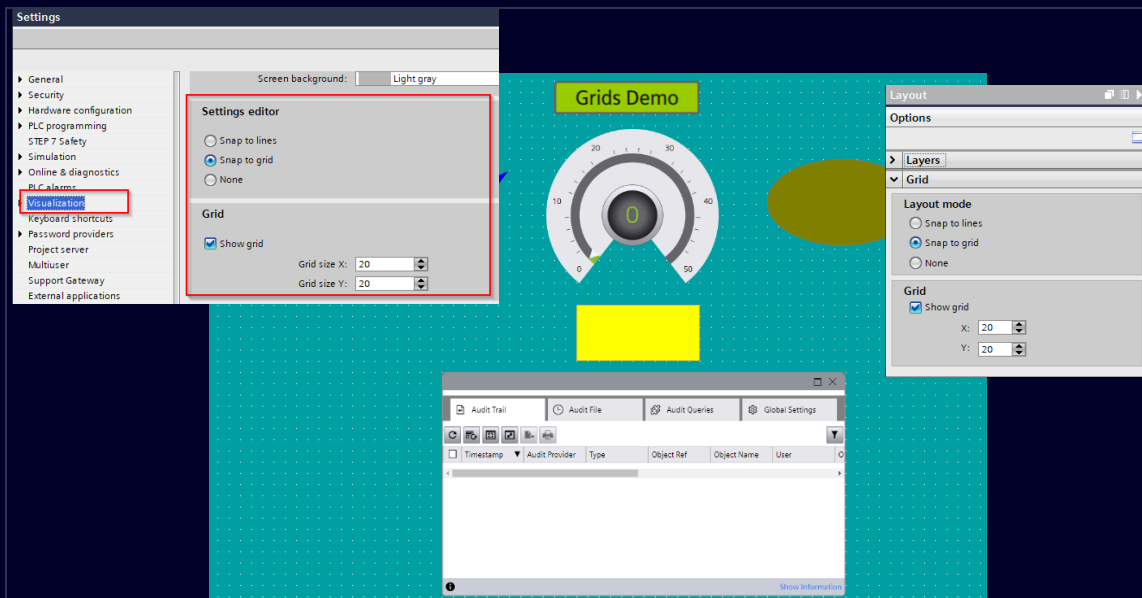 Settings
General
Security
Hardware configuration
PLC programming
STEP 7 Safety
Simulation
Online & diagnostics
PLC alarms
Visualization
Keyboard shortcuts
Password providers
Project server
Multiuser
Support Gateway
External applications
Screen background: Light gray
Settings editor
Snap to lines
Snap to grid
None
Grid
Show grid
Grid size X: 20
Grid size Y: 20
Grids Demo
0
10
20
30
40
50
0
Layout
Options
Layers
Grid
Layout mode
Snap to lines
Snap to grid
None
Grid
Show grid
X: 20
Y: 20
Audit Trail Audit File Audit Queries Global Settings
Timestamp Audit Provider Type Object Ref Object Name User O
Show Information